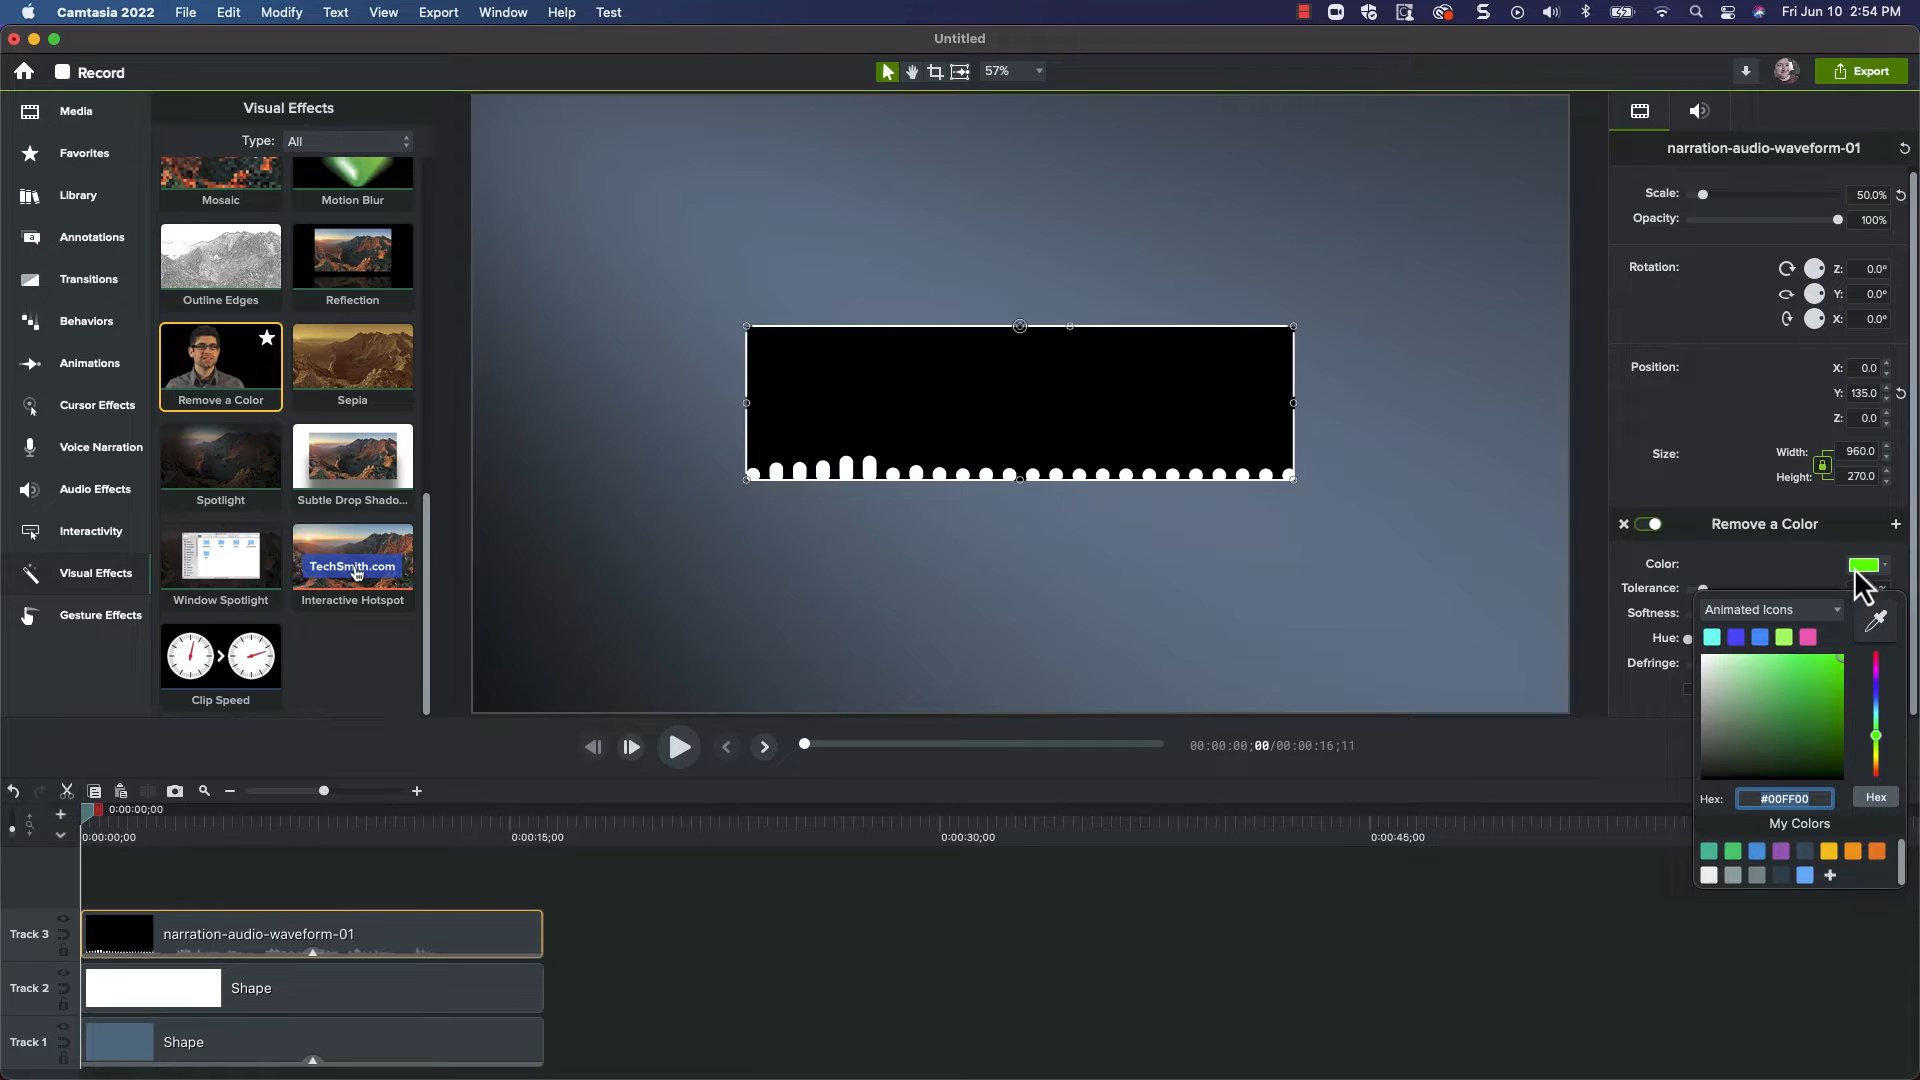 Camtasia 2022 File Edit Modify Text View Export Window Help Test Fri Jun 10 2:54 PM
Untitled
Record 57% Export
Media
Favorites
Library
Annotations
Transitions
Behaviors
Animations
Cursor Effects
Voice Narration
Audio Effects
Interactivity
Visual Effects
Gesture Effects
Visual Effects
Type: All
Mosaic Motion Blur
Outline Edges Reflection
Remove a Color Sepia
Spotlight Subtle Drop Shado...
TechSmith.com
Window Spotlight Interactive Hotspot
Clip Speed
narration-audio-waveform-01
Scale: 50.0%
Opacity: 100%
Rotation: Z: 0.0°
Y: 0.0°
X: 0.0°
Position: X: 0.0
Y: 135.0
Z: 0.0
Size: Width: 960.0
Height: 270.0
Remove a Color
Color:
Tolerance:
Softness:
Hue:
Defringe:
Animated Icons
Hex: #00FF00 Hex
My Colors
00:00:00;00/00:00:16;11
0:00:00;00
0:00:00;00 0:00:15;00 0:00:30;00 0:00:45;00
Track 3 narration-audio-waveform-01
Track 2 Shape
Track 1 Shape